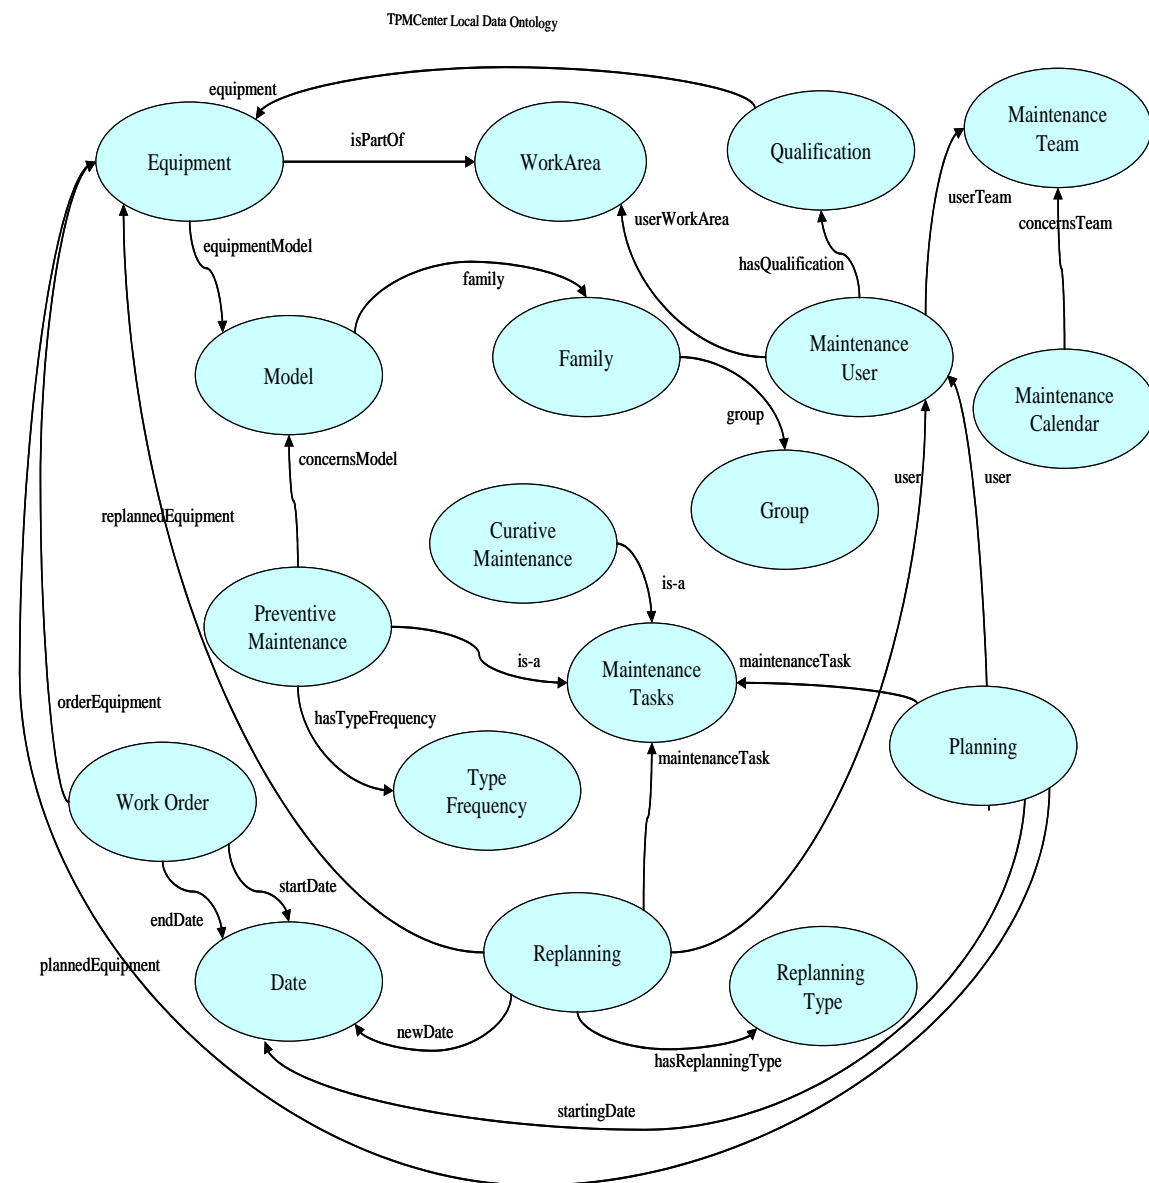 TPMCenter Local Data Ontology
equipment
Maintenance
Team
Qualification
Equipment
isPartOf
WorkArea
userWorkArea
userTeam
concernsTeam
equipmentModel
hasQualification
family
Model
Family
Maintenance
User
Maintenance
Calendar
group
concernsModel
user
user
replannedEquipment
Group
Curative
Maintenance
is-a
Preventive
Maintenance
is-a
Maintenance
Tasks
maintenanceTask
orderEquipment
hasTypeFrequency
Planning
maintenanceTask
Work Order
Type
Frequency
startDate
endDate
plannedEquipment
Date
Replanning
Replanning
Type
newDate
hasReplanningType
startingDate